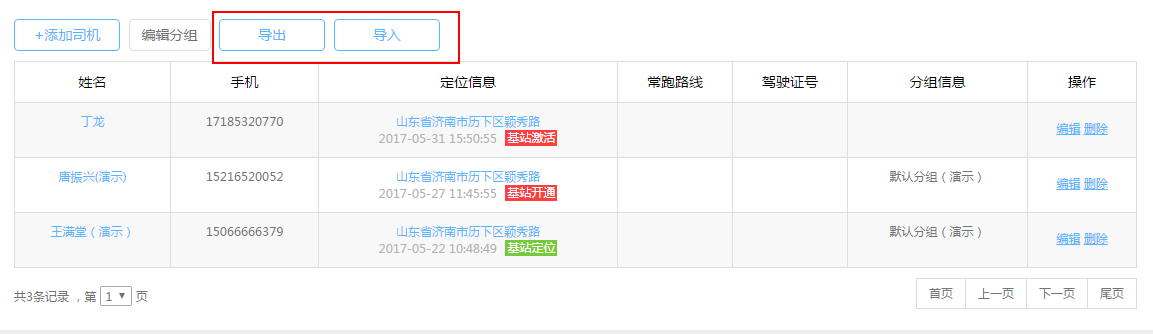 +添加司机 编辑分组 导出 导入
姓名 手机 定位信息 常跑路线 驾驶证号 分组信息 操作
丁龙 17185320770 山东省济南市历下区颖秀路 编辑 删除
2017-05-31 15:50:55 基站激活
唐振兴(演示) 15216520052 山东省济南市历下区颖秀路 默认分组（演示） 编辑 删除
2017-05-27 11:45:55 基站开通
王满堂（演示） 15066666379 山东省济南市历下区颖秀路 默认分组（演示） 编辑 删除
2017-05-22 10:48:49 基站定位
共3条记录 ，第 1 页 首页 上一页 下一页 尾页